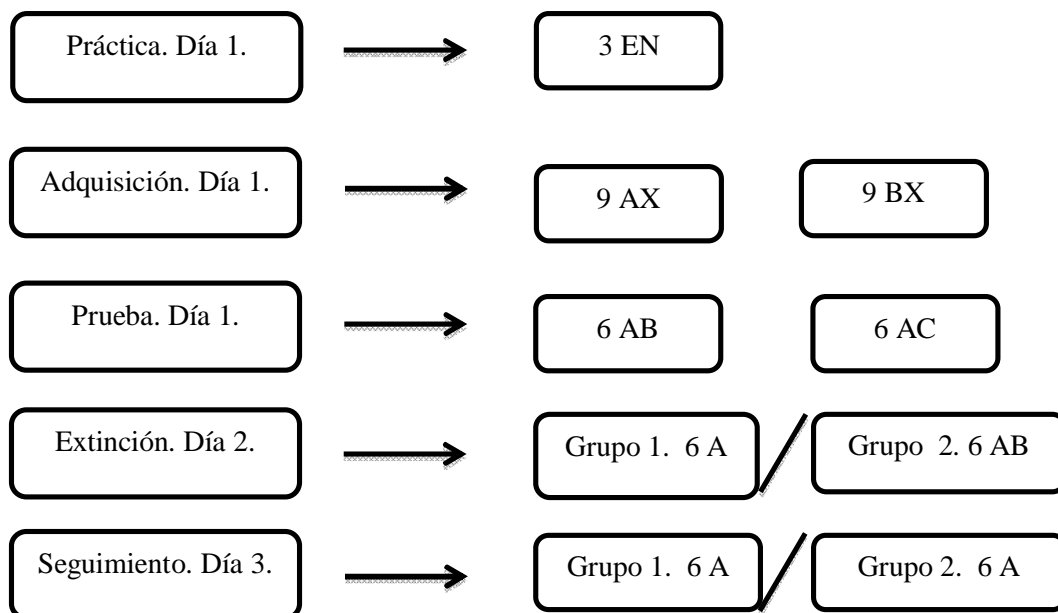 Práctica. Día 1.
3 EN
Adquisición. Día 1.
9 AX
9 BX
Prueba. Día 1.
6 AB
6 AC
Extinción. Día 2.
Grupo 1. 6 A
Grupo 2. 6 AB
Seguimiento. Día 3.
Grupo 1. 6 A
Grupo 2. 6 A